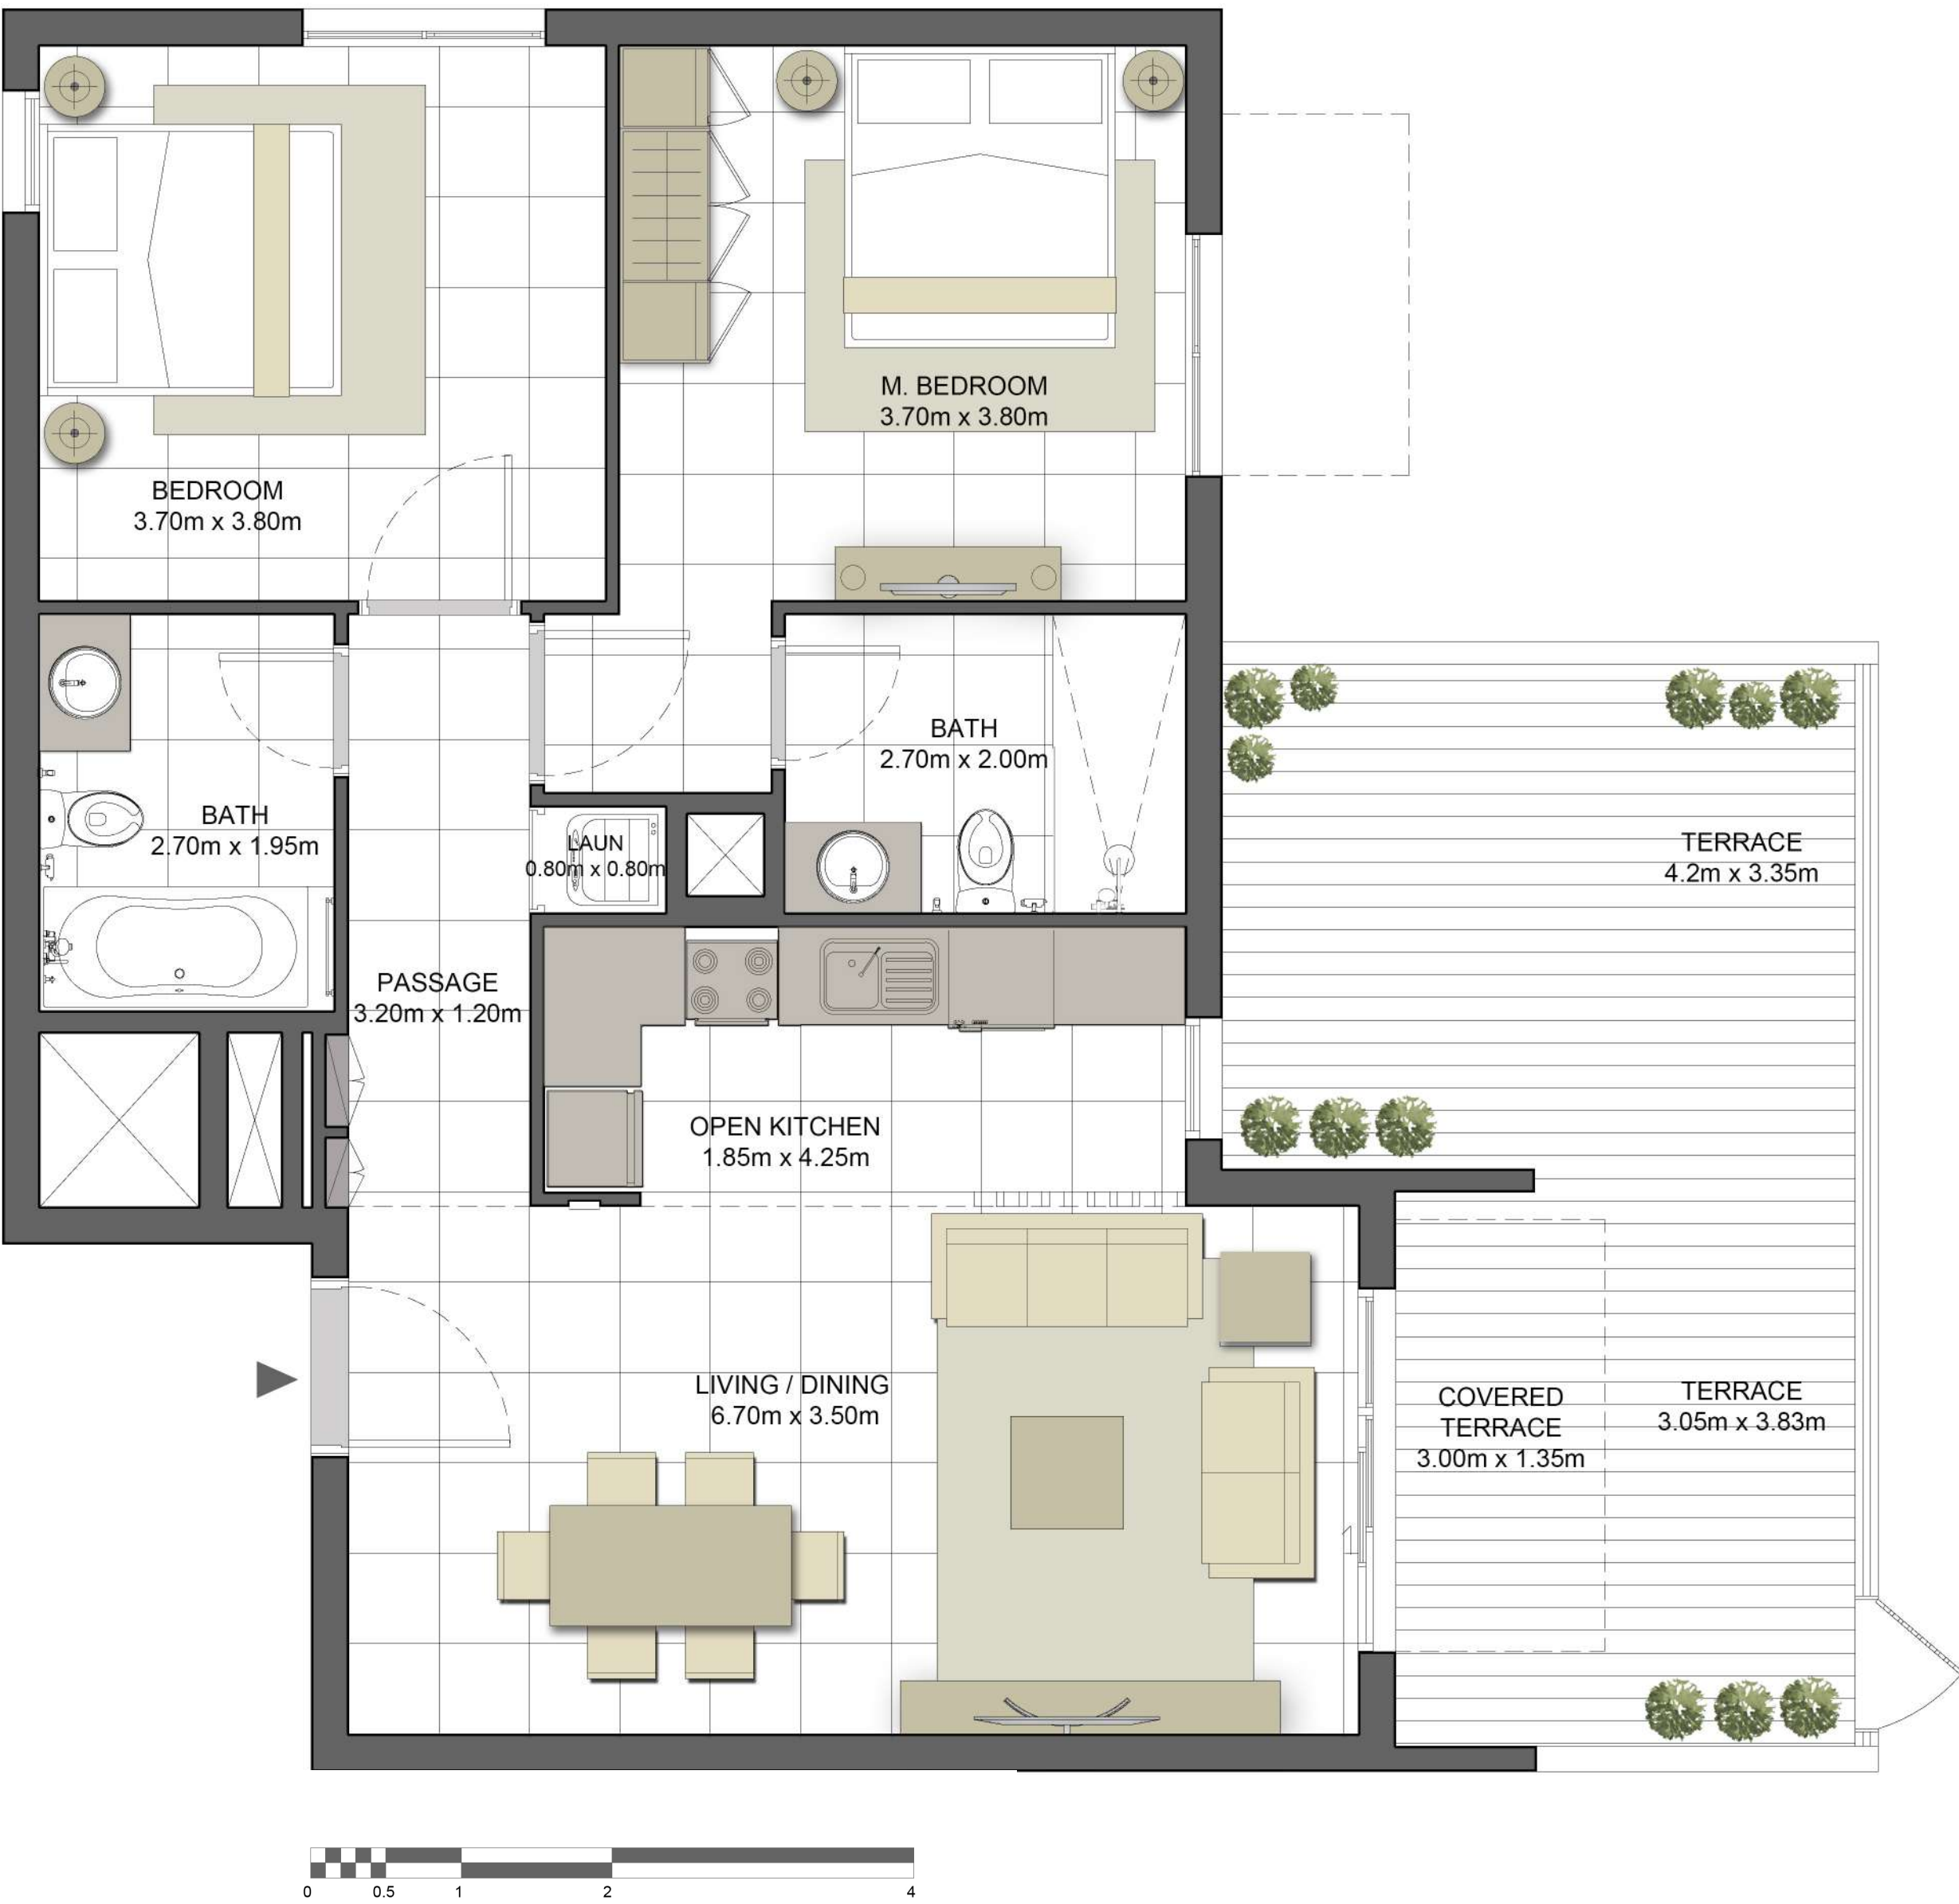 M. BEDROOM
3.70m x 3.80m
BEDROOM
3.70m x 3.80m
BATH
2.70m x 2.00m
BATH
2.70m x 1.95m
LAUN
0.80m x 0.80m
TERRACE
4.2m x 3.35m
PASSAGE
3.20m x 1.20m
OPEN KITCHEN
1.85m x 4.25m
LIVING / DINING
6.70m x 3.50m
COVERED
TERRACE
3.00m x 1.35m
TERRACE
3.05m x 3.83m
0 0.5 1 2 4